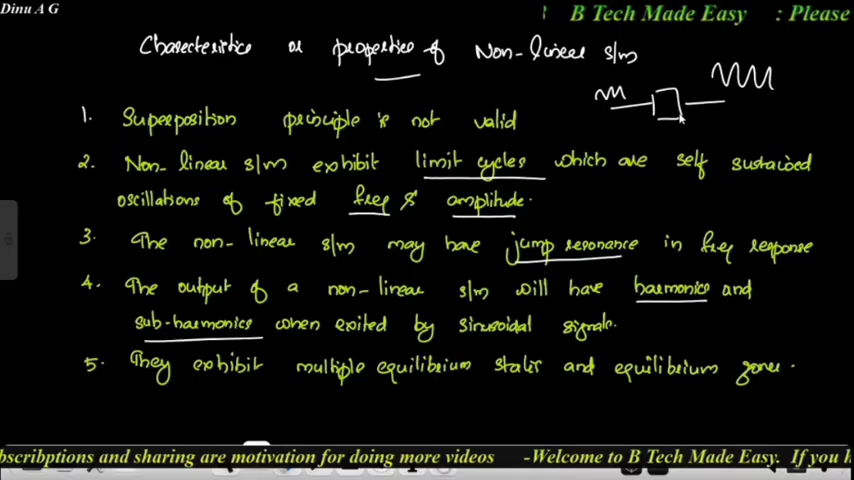 Dinu A G
B Tech Made Easy : Please
Characteristics or properties of Non-linear s/m
1. Superposition principle is not valid
2. Non-linear s/m exhibit limit cycles which are self sustained
oscillations of fixed freq & amplitude.
3. The non-linear s/m may have jump resonance in freq response
4. The output of a non-linear s/m will have harmonics and
sub-harmonics when exited by sinusoidal signals.
5. They exhibit multiple equilibrium states and equilibrium zones.
bscribptions and sharing are motivation for doing more videos -Welcome to B Tech Made Easy. If you h